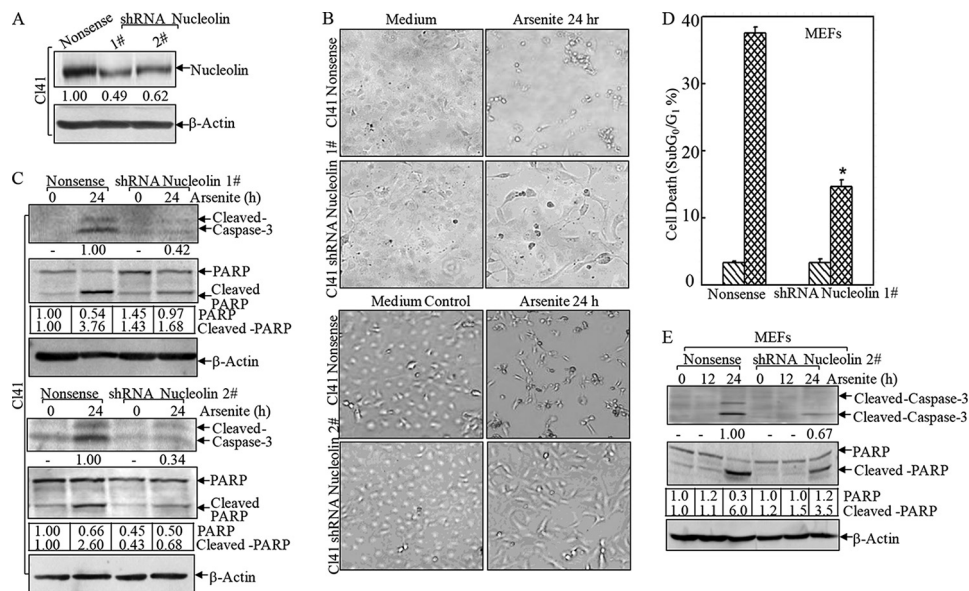 A
shRNA Nucleolin
Nonsense
1#
2#
Cl41
Nucleolin
1.00 0.49 0.62
β-Actin
B
Medium
Arsenite 24 hr
Cl41 Nonsense
Cl41 shRNA Nucleolin 1#
Medium Control
Arsenite 24 h
Cl41 Nonsense
Cl41 shRNA Nucleolin 2#
C
Nonsense shRNA Nucleolin 1#
0 24 0 24 Arsenite (h)
Cleaved-
Caspase-3
- 1.00 - 0.42
PARP
Cleaved
PARP
1.00 0.54 1.45 0.97 PARP
1.00 3.76 1.43 1.68 Cleaved -PARP
β-Actin
Cl41
Nonsense shRNA Nucleolin 2#
0 24 0 24 Arsenite (h)
Cleaved-
Caspase-3
- 1.00 - 0.34
PARP
Cleaved
PARP
1.00 0.66 0.45 0.50 PARP
1.00 2.60 0.43 0.68 Cleaved -PARP
β-Actin
D
MEFs
Cell Death (SubG0/G1 %)
40
30
20
10
0
*
Nonsense shRNA Nucleolin 1#
E
MEFs
Nonsense shRNA Nucleolin 2#
0 12 24 0 12 24
Arsenite (h)
Cleaved-Caspase-3
Cleaved-Caspase-3
- - 1.00 - - 0.67
PARP
Cleaved -PARP
1.0 1.2 0.3 1.0 1.0 1.2 PARP
1.0 1.1 6.0 1.2 1.5 3.5 Cleaved -PARP
β-Actin